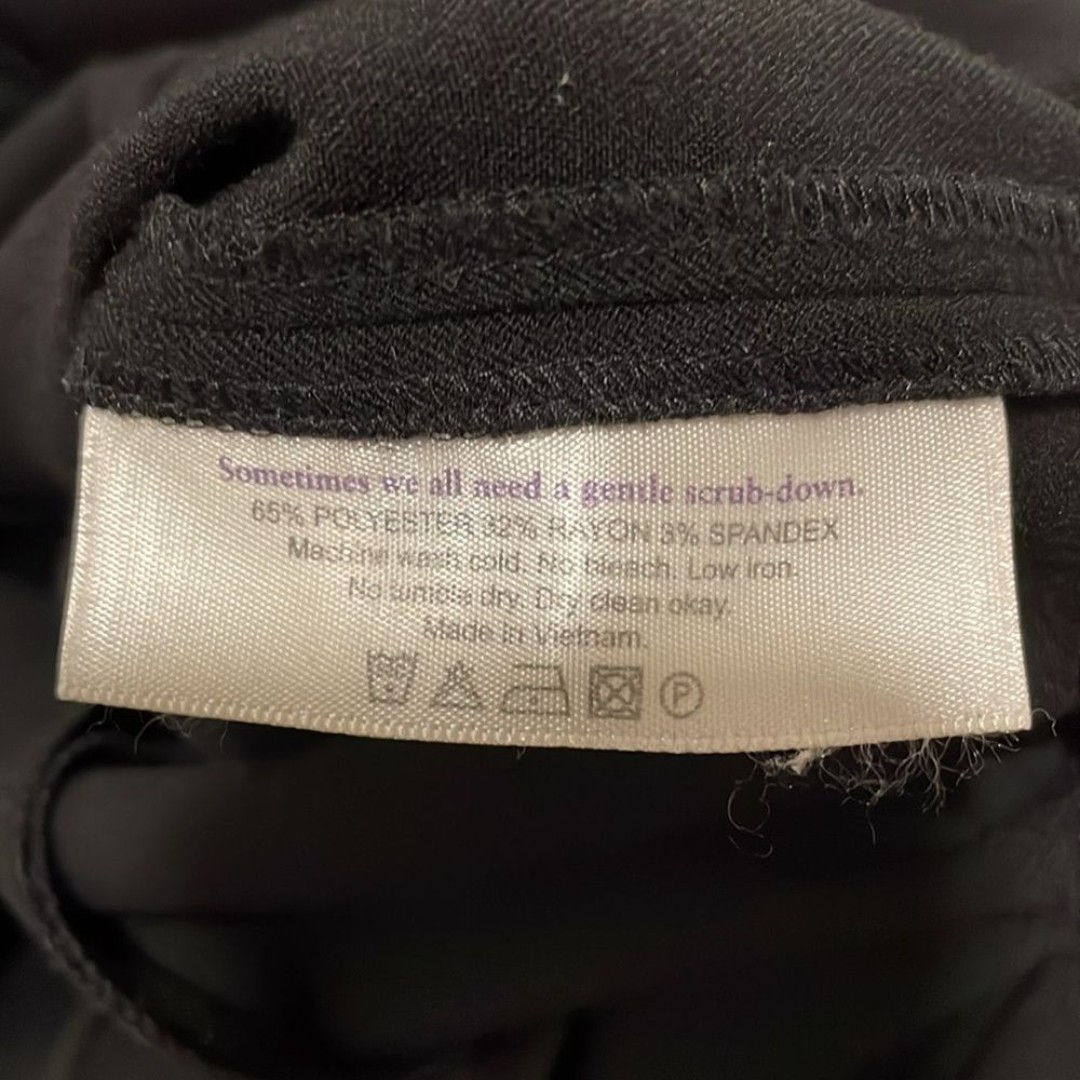 Sometimes we all need a gentle scrub-down.
65% POLYESTER 32% RAYON 3% SPANDEX
Machine wash cold. No bleach. Low iron.
No tumble dry. Dry clean okay.
Made in Vietnam.
P